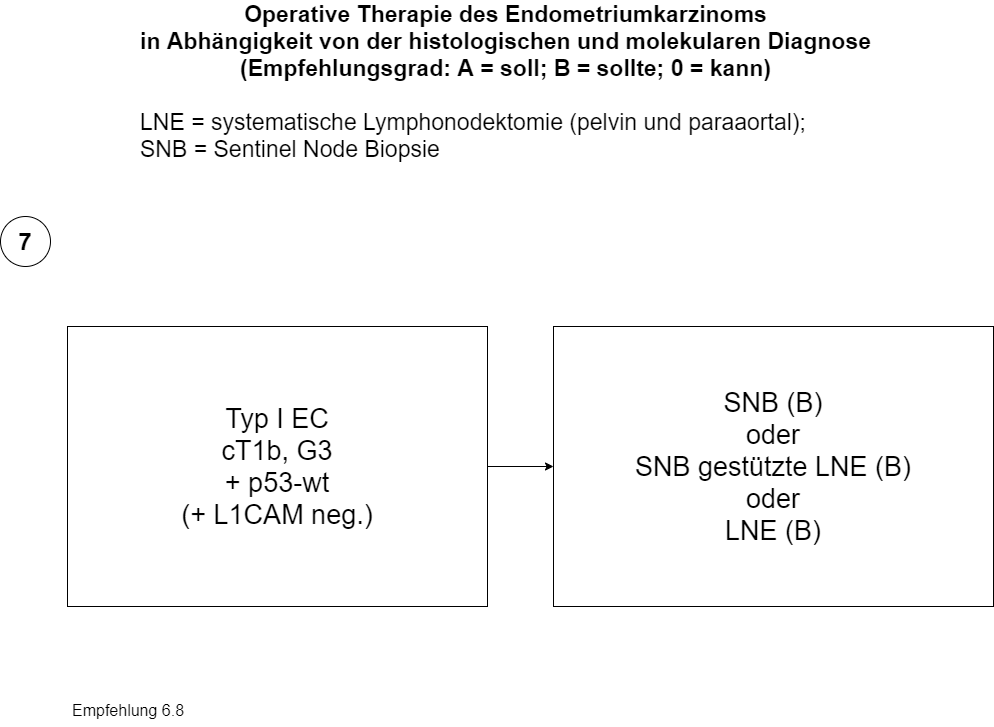 Operative Therapie des Endometriumkarzinoms
in Abhängigkeit von der histologischen und molekularen Diagnose
(Empfehlungsgrad: A = soll; B = sollte; 0 = kann)
LNE = systematische Lymphonodektomie (pelvin und paraaortal);
SNB = Sentinel Node Biopsie
7
Typ I EC
cT1b, G3
+ p53-wt
(+ L1CAM neg.)
SNB (B)
oder
SNB gestützte LNE (B)
oder
LNE (B)
Empfehlung 6.8